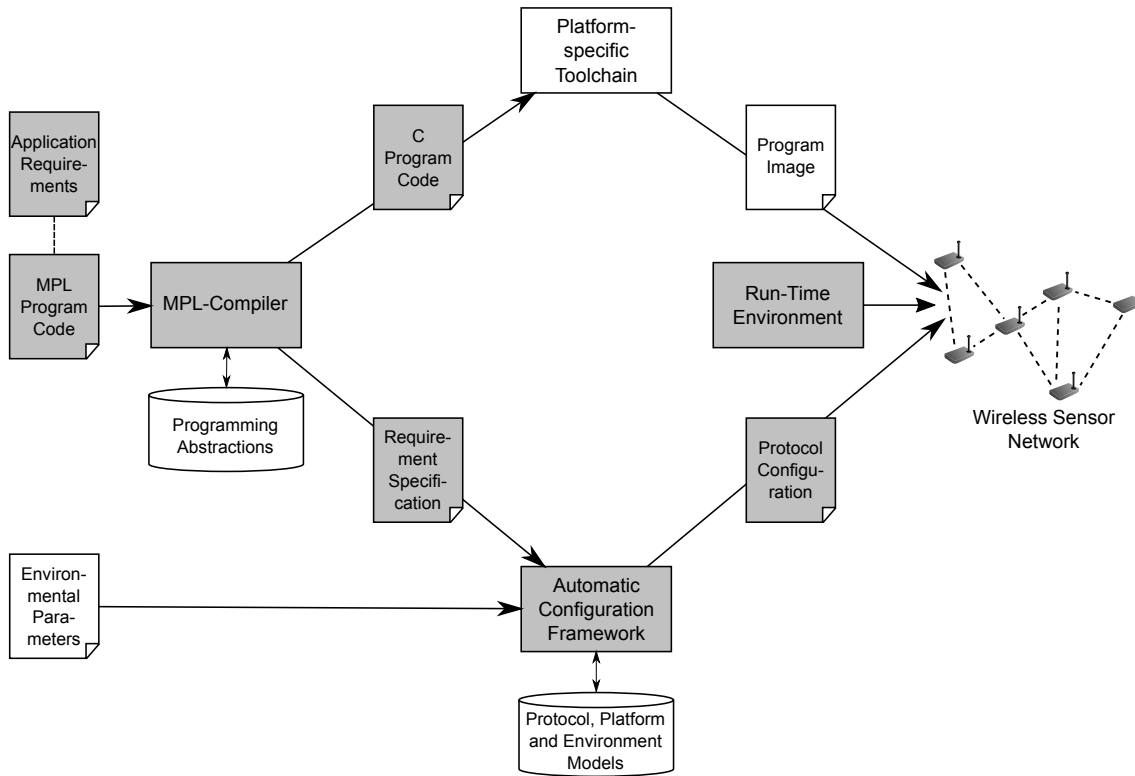 Platform-
specific
Toolchain
Application
Require-
ments
C
Program
Code
Program
Image
MPL
Program
Code
MPL-Compiler
Run-Time
Environment
Programming
Abstractions
Require-
ment
Specifi-
cation
Protocol
Configu-
ration
Wireless Sensor
Network
Environ-
mental
Para-
meters
Automatic
Configuration
Framework
Protocol, Platform
and Environment
Models